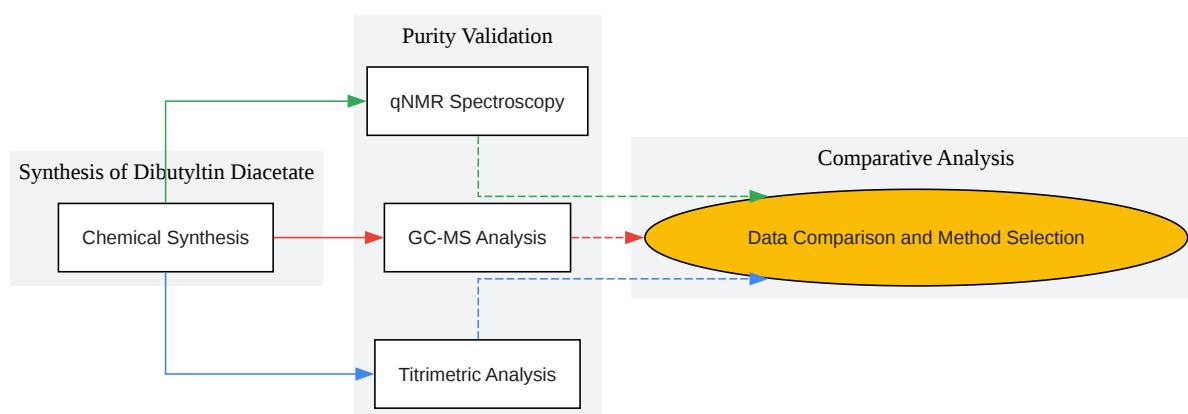 Purity Validation
qNMR Spectroscopy
Synthesis of Dibutyltin Diacetate
Chemical Synthesis
GC-MS Analysis
Titrimetric Analysis
Comparative Analysis
Data Comparison and Method Selection